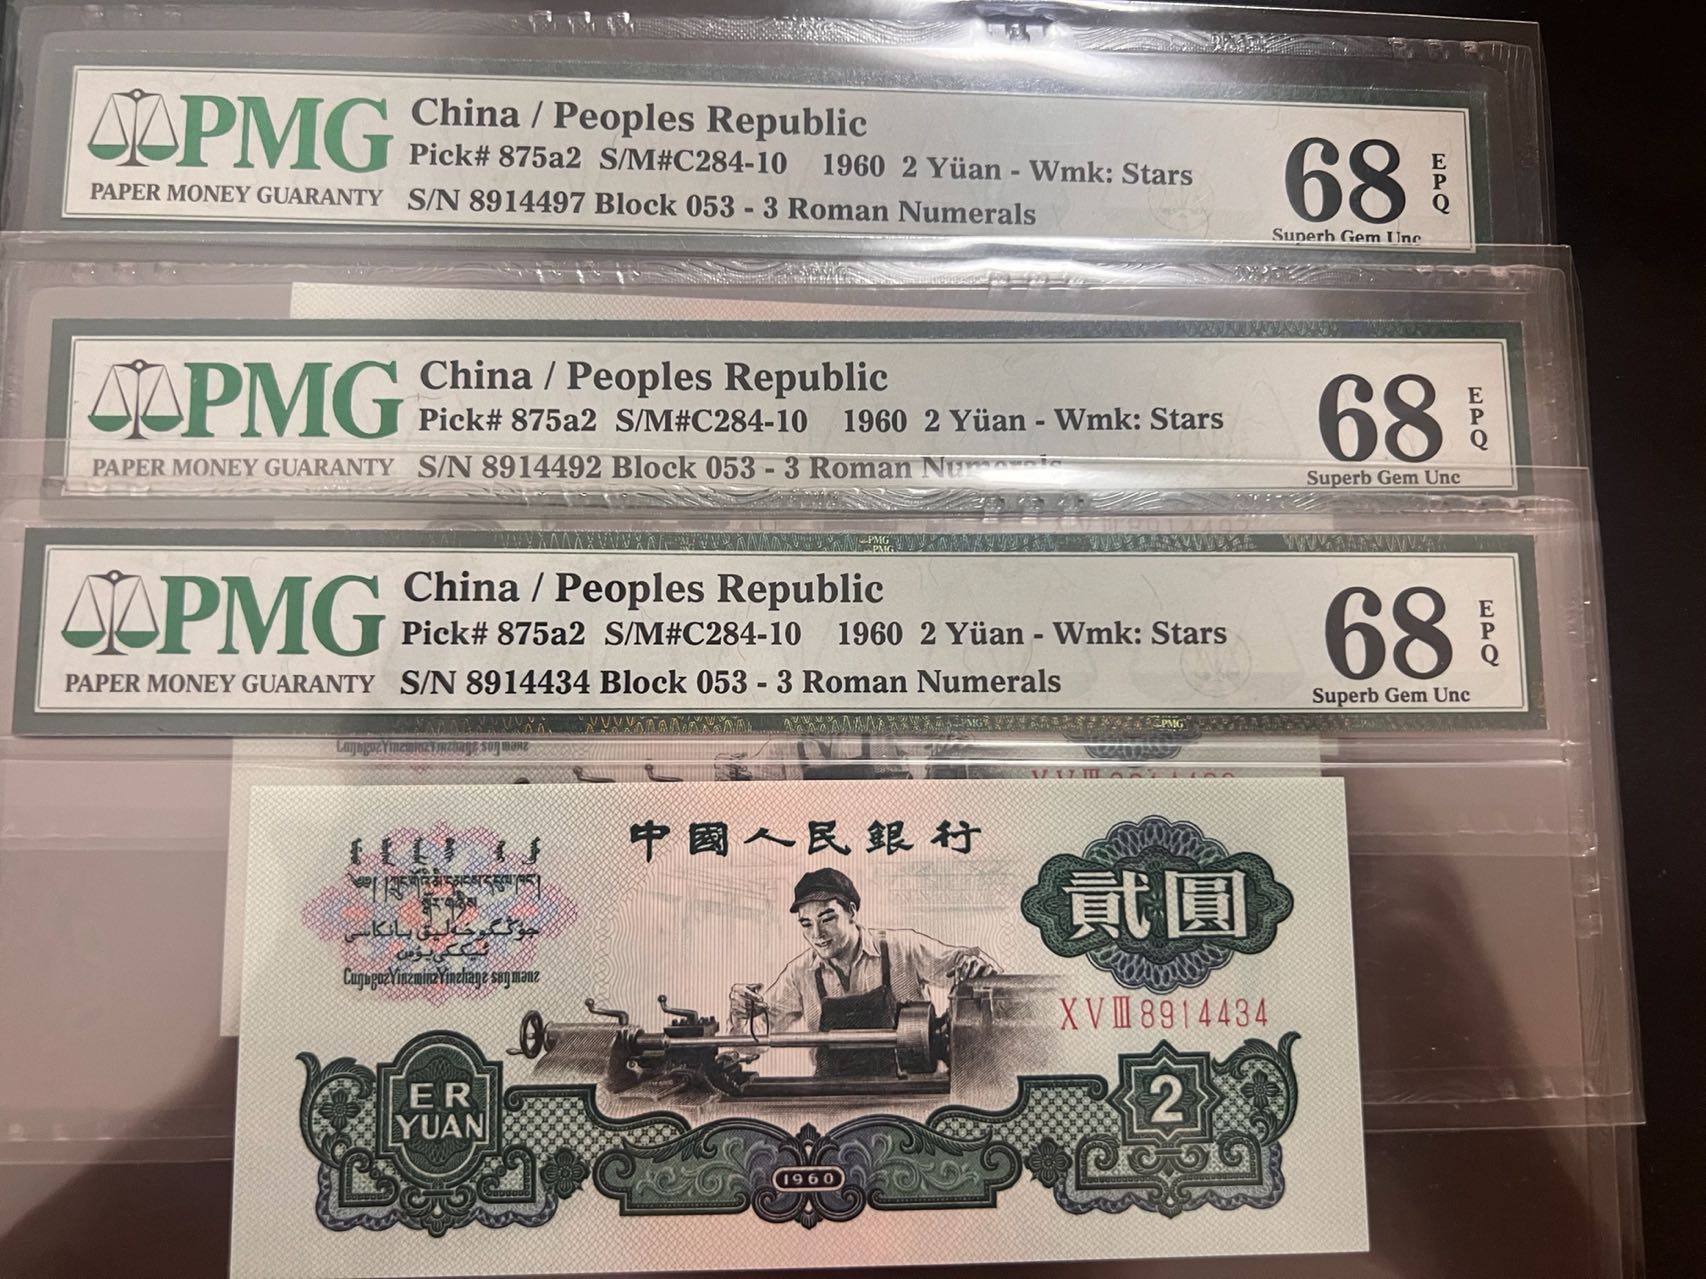 PMG
PAPER MONEY GUARANTY
China / Peoples Republic
Pick# 875a2 S/M#C284-10 1960 2 Yüan - Wmk: Stars
S/N 8914497 Block 053 - 3 Roman Numerals
68
EPQ
Superb Gem Unc
PMG
PAPER MONEY GUARANTY
China / Peoples Republic
Pick# 875a2 S/M#C284-10 1960 2 Yüan - Wmk: Stars
S/N 8914492 Block 053 - 3 Roman Numerals
68
EPQ
Superb Gem Unc
PMG
PAPER MONEY GUARANTY
China / Peoples Republic
Pick# 875a2 S/M#C284-10 1960 2 Yüan - Wmk: Stars
S/N 8914434 Block 053 - 3 Roman Numerals
68
EPQ
Superb Gem Unc
中國人民銀行
貳圓
XVIII 8914434
ER
YUAN
2
1960